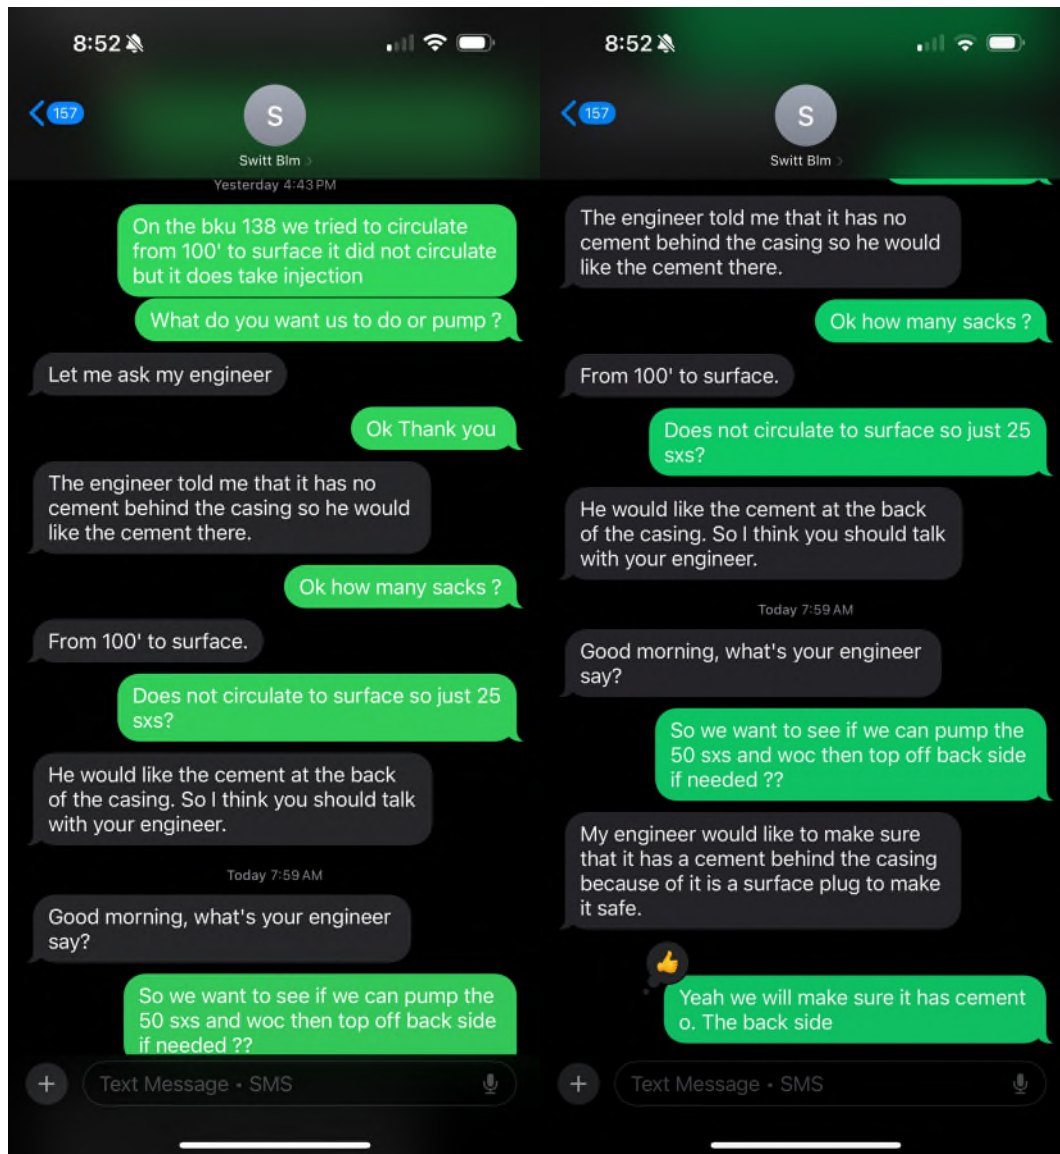 8:52
157
S
Switt Blm
Yesterday 4:43 PM
On the bku 138 we tried to circulate
from 100' to surface it did not circulate
but it does take injection
What do you want us to do or pump ?
Let me ask my engineer
Ok Thank you
The engineer told me that it has no
cement behind the casing so he would
like the cement there.
Ok how many sacks ?
From 100' to surface.
Does not circulate to surface so just 25
sxs?
He would like the cement at the back
of the casing. So I think you should talk
with your engineer.
Today 7:59 AM
Good morning, what's your engineer
say?
So we want to see if we can pump the
50 sxs and woc then top off back side
if needed ??
Text Message • SMS
8:52
157
S
Switt Blm
The engineer told me that it has no
cement behind the casing so he would
like the cement there.
Ok how many sacks ?
From 100' to surface.
Does not circulate to surface so just 25
sxs?
He would like the cement at the back
of the casing. So I think you should talk
with your engineer.
Today 7:59 AM
Good morning, what's your engineer
say?
So we want to see if we can pump the
50 sxs and woc then top off back side
if needed ??
My engineer would like to make sure
that it has a cement behind the casing
because of it is a surface plug to make
it safe.
Yeah we will make sure it has cement
o. The back side
Text Message • SMS